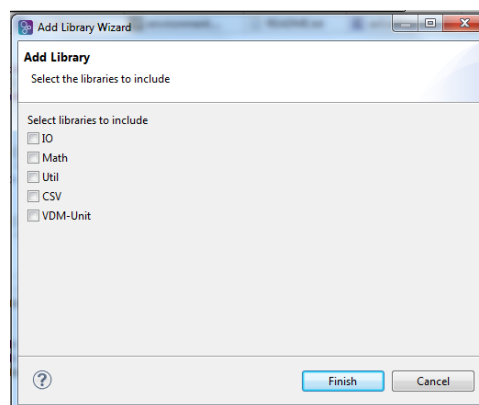 Add Library Wizard
Add Library
Select the libraries to include
Select libraries to include
IO
Math
Util
CSV
VDM-Unit
?
Finish
Cancel